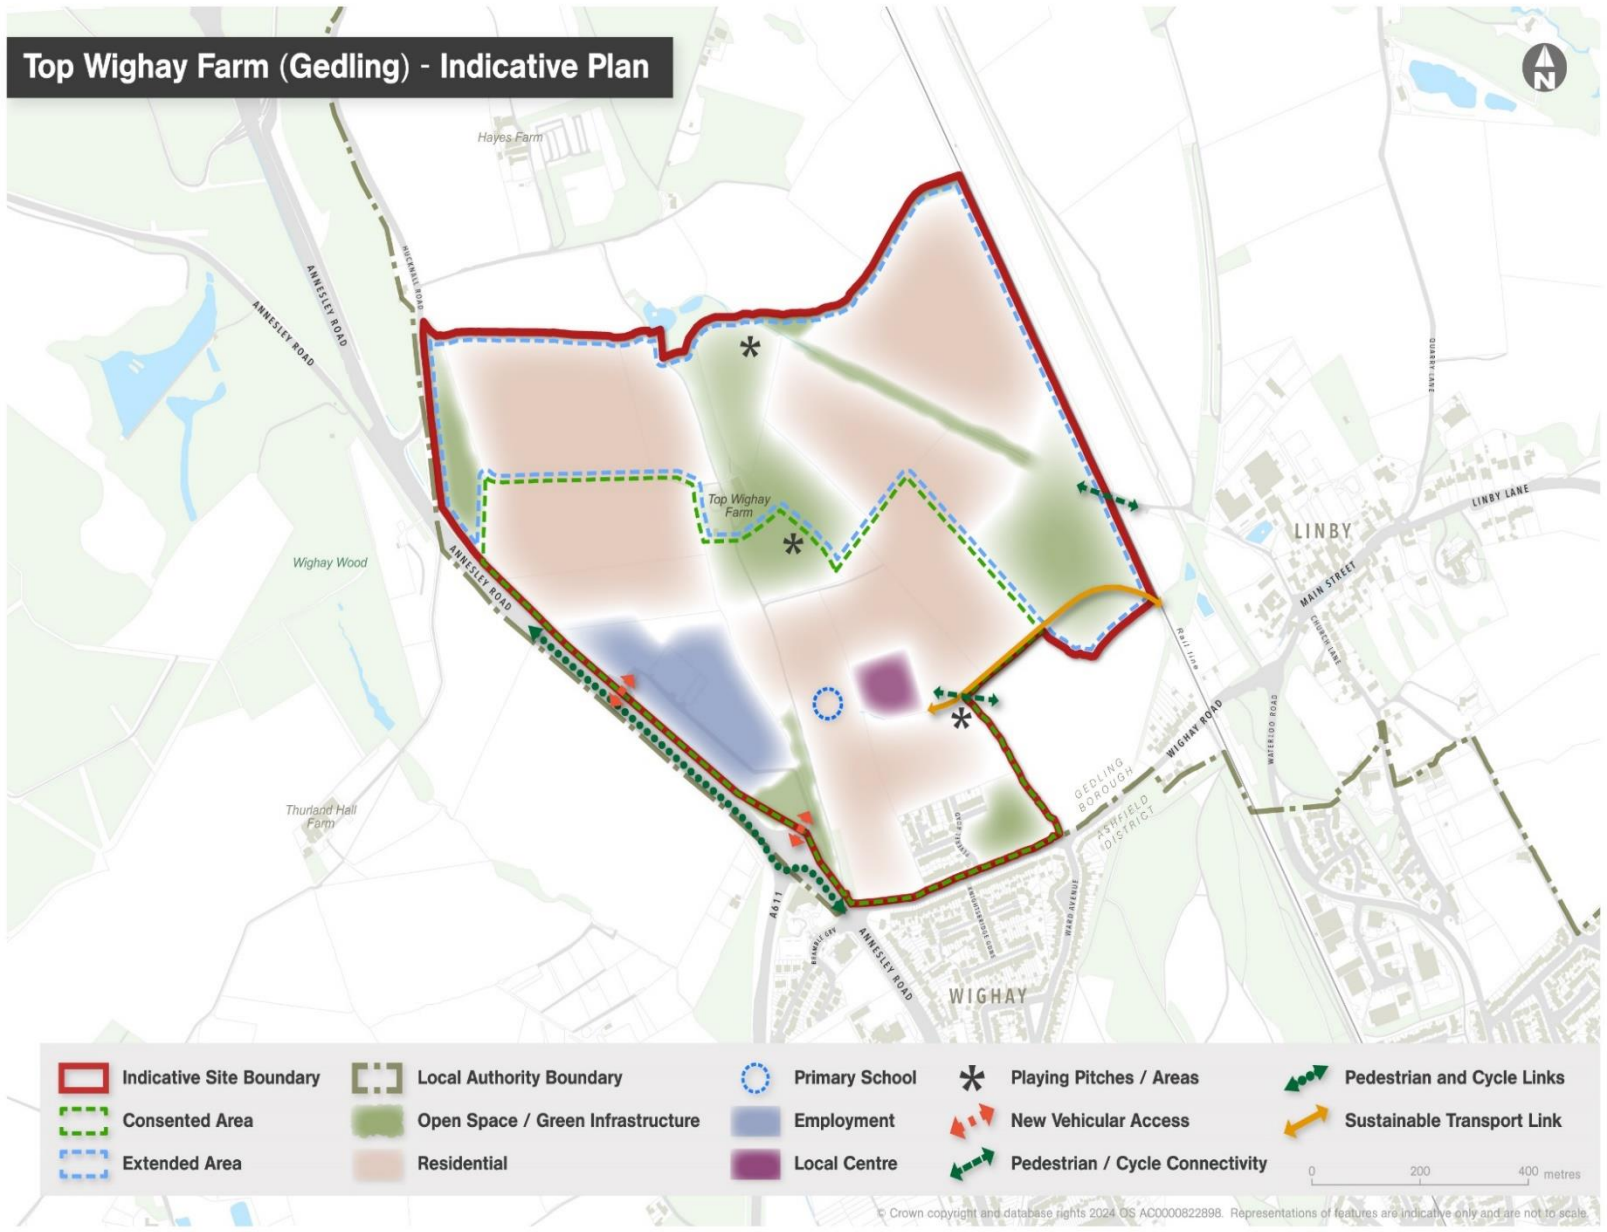 Top Wighay Farm (Gedling) - Indicative Plan
N
Hayes Farm
HUCKNALL ROAD
ANNESLEY ROAD
ANNESLEY ROAD
QUARRY LANE
Top Wighay
Farm
LINBY LANE
LINBY
MAIN STREET
CHURCH LANE
Wighay Wood
ANNESLEY ROAD
Rail line
WIGHAY ROAD
WATERLOO ROAD
GEDLING
BOROUGH
ASHFIELD
DISTRICT
Thurland Hall
Farm
A611
BRAMBLE GRV
ANNESLEY ROAD
KNIGHTSBRIDGE GDNS
WARD AVENUE
WIGHAY
Indicative Site Boundary
Local Authority Boundary
Primary School
Playing Pitches / Areas
Pedestrian and Cycle Links
Consented Area
Open Space / Green Infrastructure
Employment
New Vehicular Access
Sustainable Transport Link
Extended Area
Residential
Local Centre
Pedestrian / Cycle Connectivity
0 200 400 metres
© Crown copyright and database rights 2024 OS AC0000822898. Representations of features are indicative only and are not to scale.